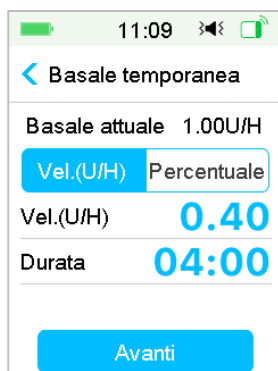 11:09
Basale temporanea
Basale attuale 1.00U/H
Vel.(U/H) Percentuale
Vel.(U/H) 0.40
Durata 04:00
Avanti